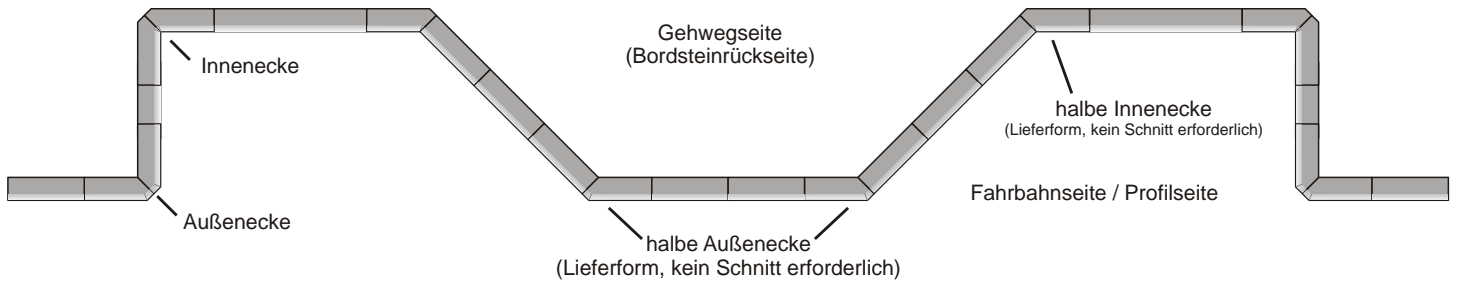 Gehwegseite
(Bordsteinrückseite)
Innenecke
halbe Innenecke
(Lieferform, kein Schnitt erforderlich)
Fahrbahnseite / Profilseite
Außenecke
halbe Außenecke
(Lieferform, kein Schnitt erforderlich)